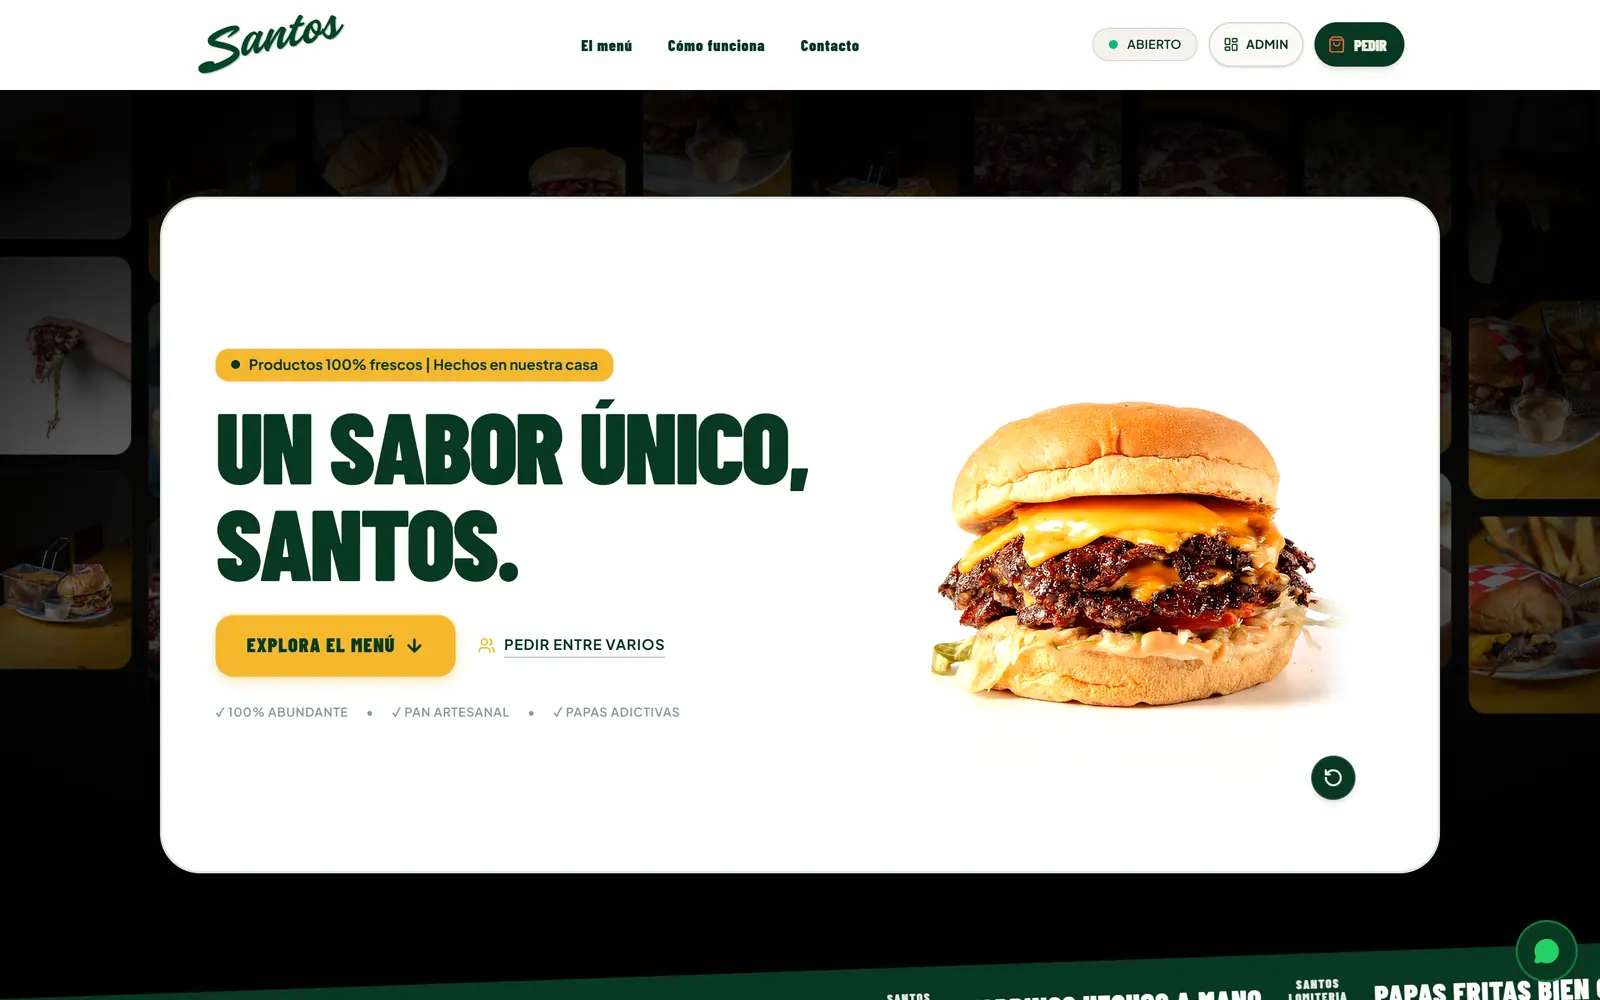 Santos
El menú
Cómo funciona
Contacto
ABIERTO
ADMIN
PEDIR
Productos 100% frescos | Hechos en nuestra casa
UN SABOR ÚNICO,
SANTOS.
EXPLORA EL MENÚ ↓
PEDIR ENTRE VARIOS
✓ 100% ABUNDANTE • ✓ PAN ARTESANAL • ✓ PAPAS ADICTIVAS
SANTOS
HECHOS A MANO
SANTOS
LOMITERIA
PAPAS FRITAS BIEN